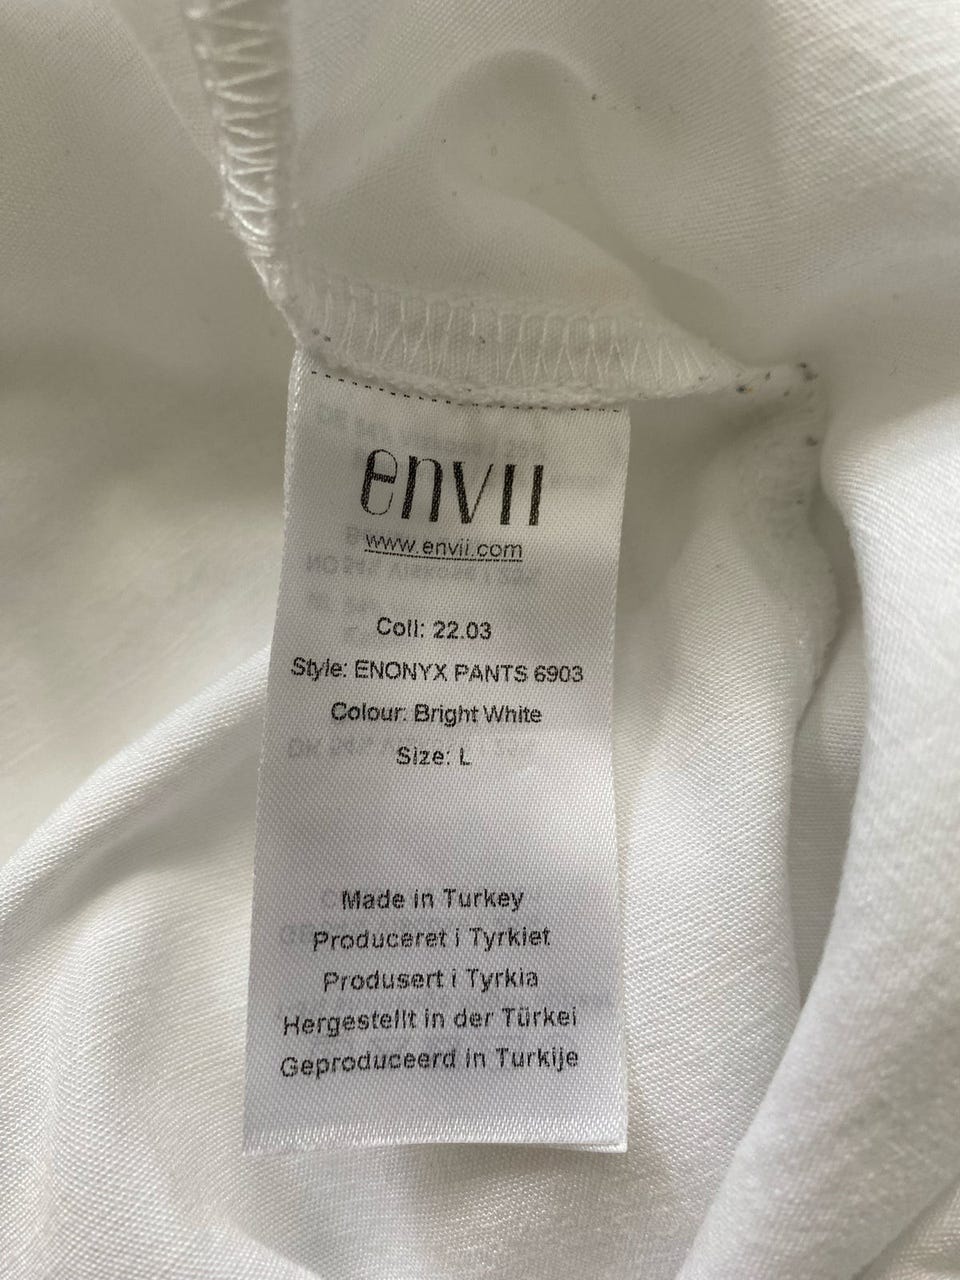 envii
www.envii.com
Coll: 22.03
Style: ENONYX PANTS 6903
Colour: Bright White
Size: L
Made in Turkey
Produceret i Tyrkiet
Produsert i Tyrkia
Hergestellt in der Türkei
Geproduceerd in Turkije